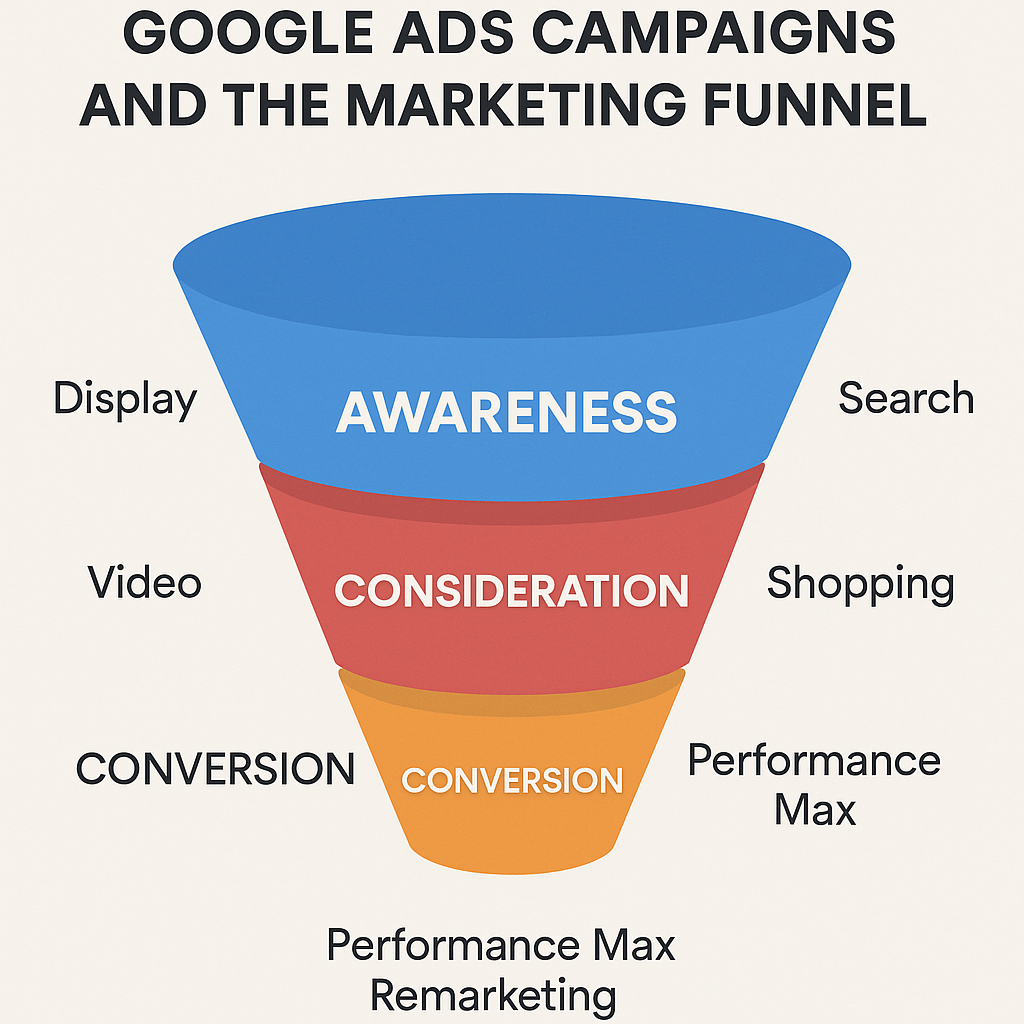 GOOGLE ADS CAMPAIGNS
AND THE MARKETING FUNNEL
Display
AWARENESS
Search
Video
CONSIDERATION
Shopping
CONVERSION
CONVERSION
Performance
Max
Performance Max
Remarketing